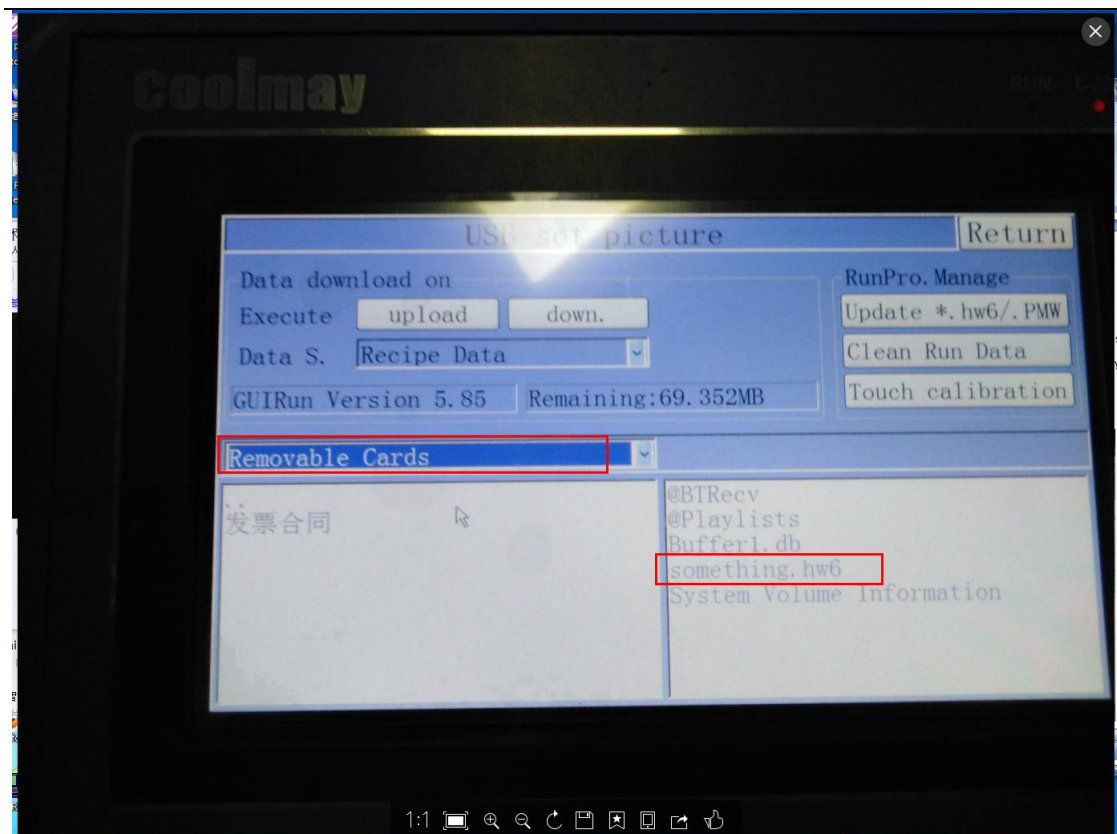 coolmay
RUN
USB set picture
Return
Data download on
RunPro.Manage
Execute
upload
down.
Update *.hw6/.PMW
Data S.
Recipe Data
Clean Run Data
GUIRun Version 5.85
Remaining:69.352MB
Touch calibration
Removable Cards
..
发票合同
@BTRecv
@Playlists
Buffer1.db
something.hw6
System Volume Information
1:1